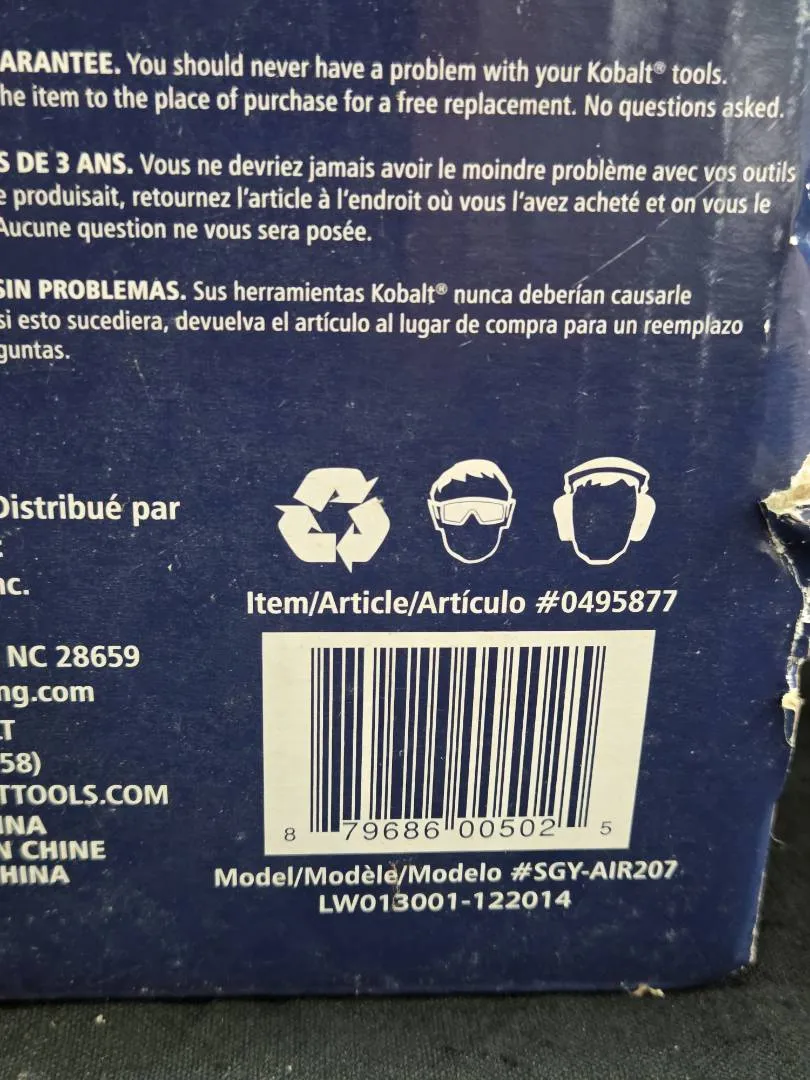 ARANTEE. You should never have a problem with your Kobalt® tools.
he item to the place of purchase for a free replacement. No questions asked.
S DE 3 ANS. Vous ne devriez jamais avoir le moindre problème avec vos outils
e produisait, retournez l'article à l'endroit où vous l'avez acheté et on vous le
Aucune question ne vous sera posée.
SIN PROBLEMAS. Sus herramientas Kobalt® nunca deberían causarle
si esto sucediera, devuelva el artículo al lugar de compra para un reemplazo
guntas.
Distribué par
nc.
NC 28659
ng.com
LT
58)
TTOOLS.COM
INA
N CHINE
HINA
Item/Article/Artículo #0495877
8 79686 00502 5
Model/Modèle/Modelo #SGY-AIR207
LW013001-122014